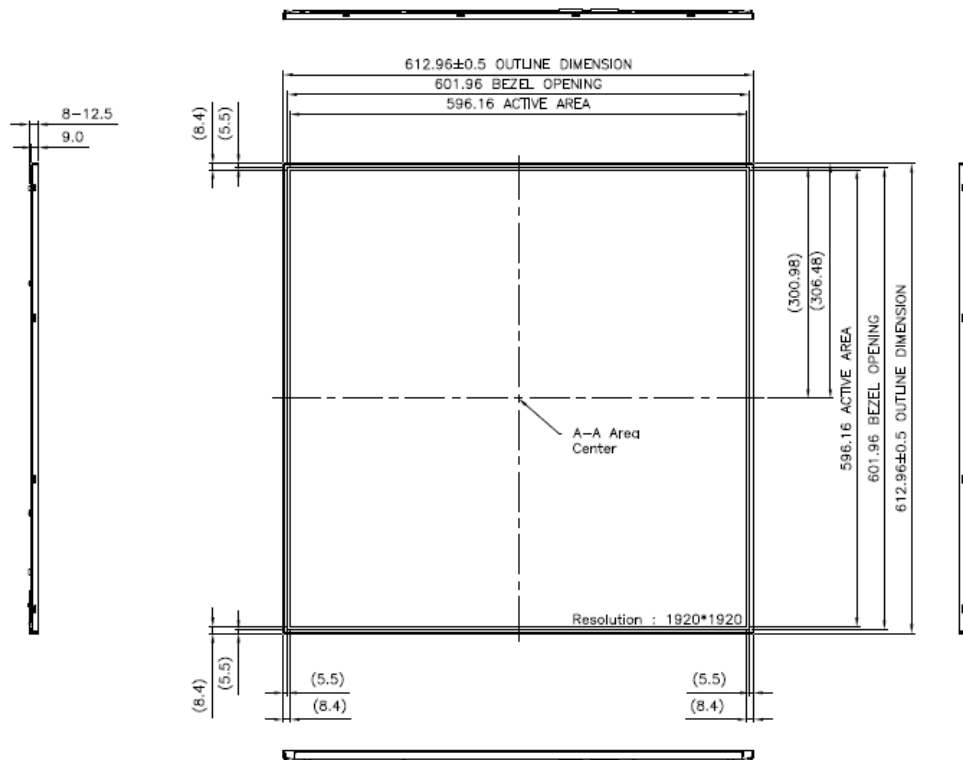 612.96±0.5 OUTLINE DIMENSION
601.96 BEZEL OPENING
596.16 ACTIVE AREA
8-12.5
9.0
(8.4)
(5.5)
(300.98)
(306.48)
596.16 ACTIVE AREA
601.96 BEZEL OPENING
612.96±0.5 OUTLINE DIMENSION
A-A Area
Center
Resolution : 1920*1920
(8.4)
(5.5)
(5.5)
(8.4)
(5.5)
(8.4)